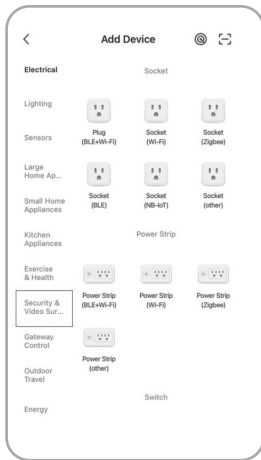 Add Device
Electrical
Lighting
Sensors
Large
Home Ap...
Small Home
Appliances
Kitchen
Appliances
Exercise
& Health
Security &
Video Sur...
Gateway
Control
Outdoor
Travel
Energy
Socket
Plug
(BLE+Wi-Fi)
Socket
(Wi-Fi)
Socket
(Zigbee)
Socket
(BLE)
Socket
(NB-IoT)
Socket
(other)
Power Strip
Power Strip
(BLE+Wi-Fi)
Power Strip
(Wi-Fi)
Power Strip
(Zigbee)
Power Strip
(other)
Switch